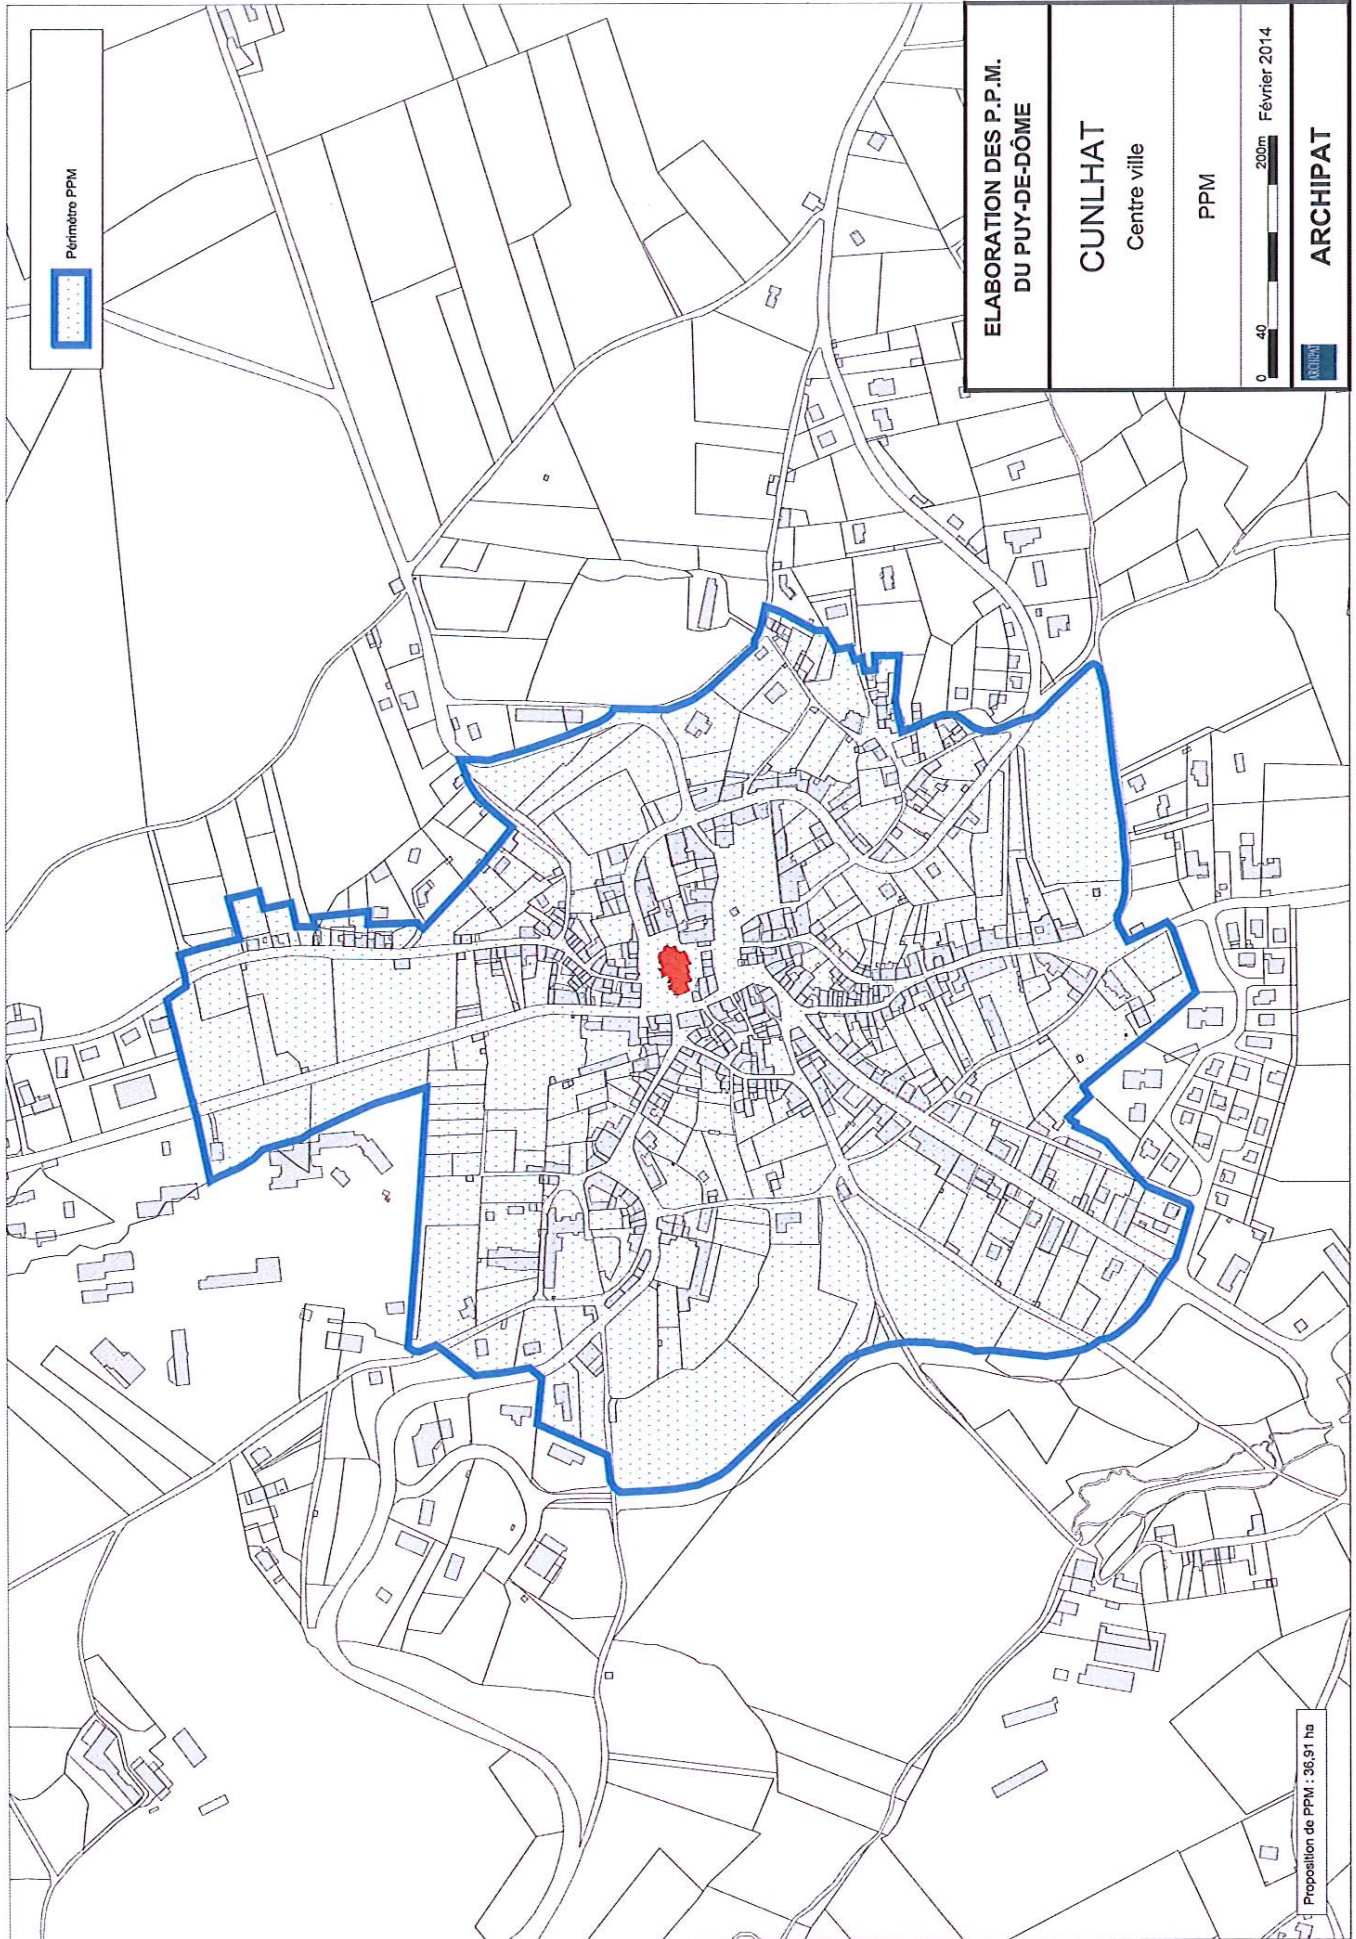 Périmètre PPM
ELABORATION DES P.P.M.
DU PUY-DE-DÔME
CUNLHAT
Centre ville
PPM
0 40 200m Février 2014
ARCHIPAT
ARCHIPAT
Proposition de PPM : 36,91 ha